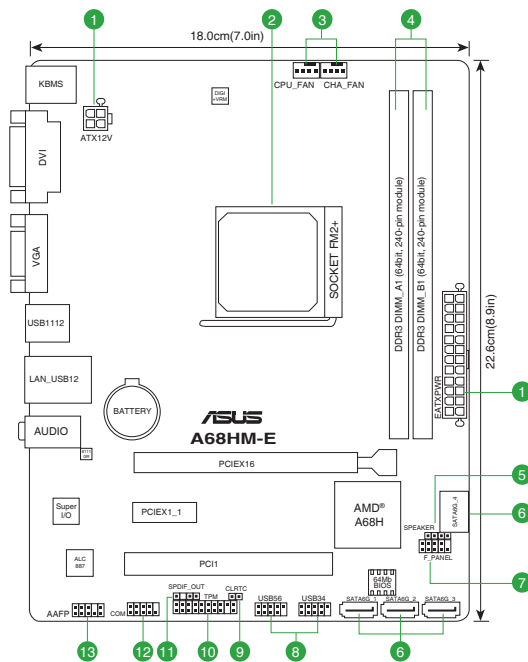 1
2
3
4
18.0cm(7.0in)
KBMS
DIGI
+VRM
CPU_FAN
CHA_FAN
ATX12V
DVI
VGA
SOCKET FM2+
DDR3 DIMM_A1 (64bit, 240-pin module)
DDR3 DIMM_B1 (64bit, 240-pin module)
22.6cm(8.9in)
USB1112
LAN_USB12
BATTERY
EATXPWR
1
AUDIO
8111
GR
ASUS
A68HM-E
PCIEX16
Super
I/O
PCIEX1_1
AMD®
A68H
SATA6G_4
5
6
SPEAKER
F_PANEL
7
ALC
887
PCI1
64Mb
BIOS
SPDIF_OUT
TPM
CLRTC
USB56
USB34
SATA6G_1
SATA6G_2
SATA6G_3
AAFP
COM
13
12
11
10
9
8
6